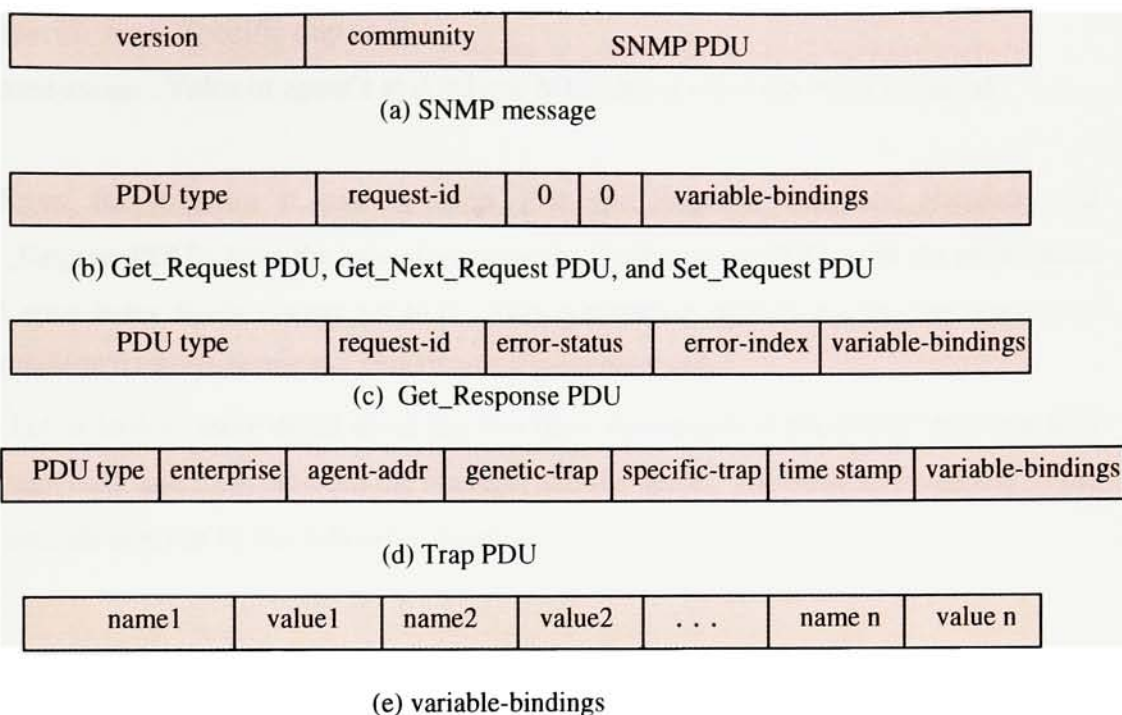 version community SNMP PDU
(a) SNMP message
PDU type request-id 0 0 variable-bindings
(b) Get_Request PDU, Get_Next_Request PDU, and Set_Request PDU
PDU type request-id error-status error-index variable-bindings
(c) Get_Response PDU
PDU type enterprise agent-addr genetic-trap specific-trap time stamp variable-bindings
(d) Trap PDU
name1 value1 name2 value2 . . . name n value n
(e) variable-bindings